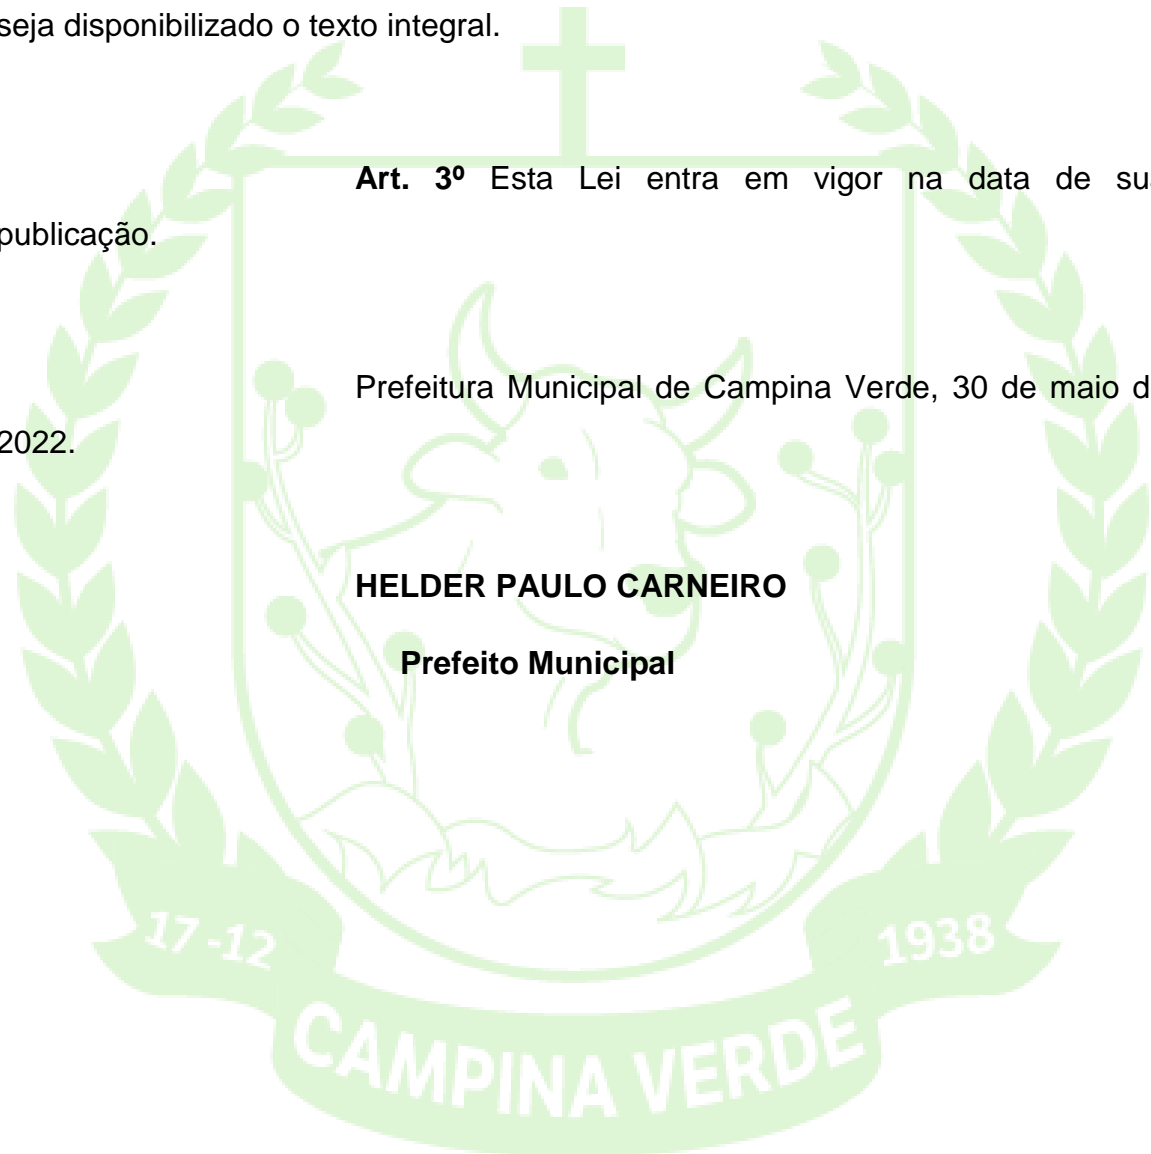 seja disponibilizado o texto integral.
Art. 3º Esta Lei entra em vigor na data de su
publicação.
Prefeitura Municipal de Campina Verde, 30 de maio d
2022.
HELDER PAULO CARNEIRO
Prefeito Municipal
17-12
1938
CAMPINA VERDE